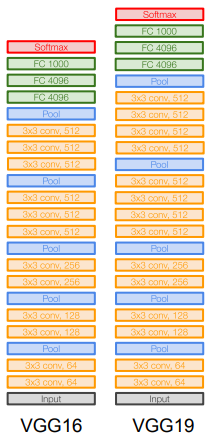 Softmax
FC 1000
FC 4096
FC 4096
Pool
3x3 conv, 512
3x3 conv, 512
3x3 conv, 512
Pool
3x3 conv, 512
3x3 conv, 512
3x3 conv, 512
Pool
3x3 conv, 256
3x3 conv, 256
Pool
3x3 conv, 128
3x3 conv, 128
Pool
3x3 conv, 64
3x3 conv, 64
Input
VGG16
Softmax
FC 1000
FC 4096
FC 4096
Pool
3x3 conv, 512
3x3 conv, 512
3x3 conv, 512
3x3 conv, 512
Pool
3x3 conv, 512
3x3 conv, 512
3x3 conv, 512
3x3 conv, 512
Pool
3x3 conv, 256
3x3 conv, 256
Pool
3x3 conv, 128
3x3 conv, 128
Pool
3x3 conv, 64
3x3 conv, 64
Input
VGG19